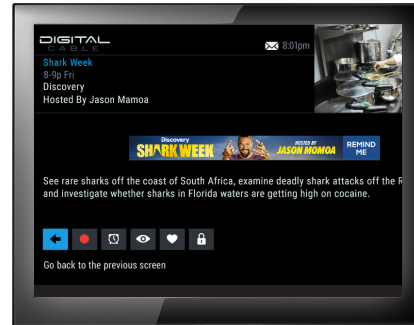 DIGITAL
CABLE
8:01pm
Shark Week
8-9p Fri
Discovery
Hosted By Jason Mamoa
Discovery
SHARK WEEK
HOSTED BY
JASON MOMOA
REMIND
ME
See rare sharks off the coast of South Africa, examine deadly shark attacks off the R
and investigate whether sharks in Florida waters are getting high on cocaine.
Go back to the previous screen